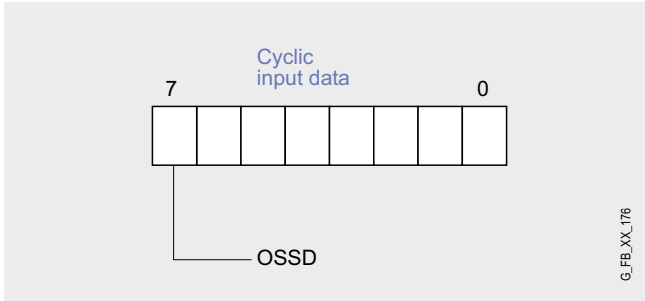 Cyclic
input data
7 0
OSSD
G_FB_XX_176